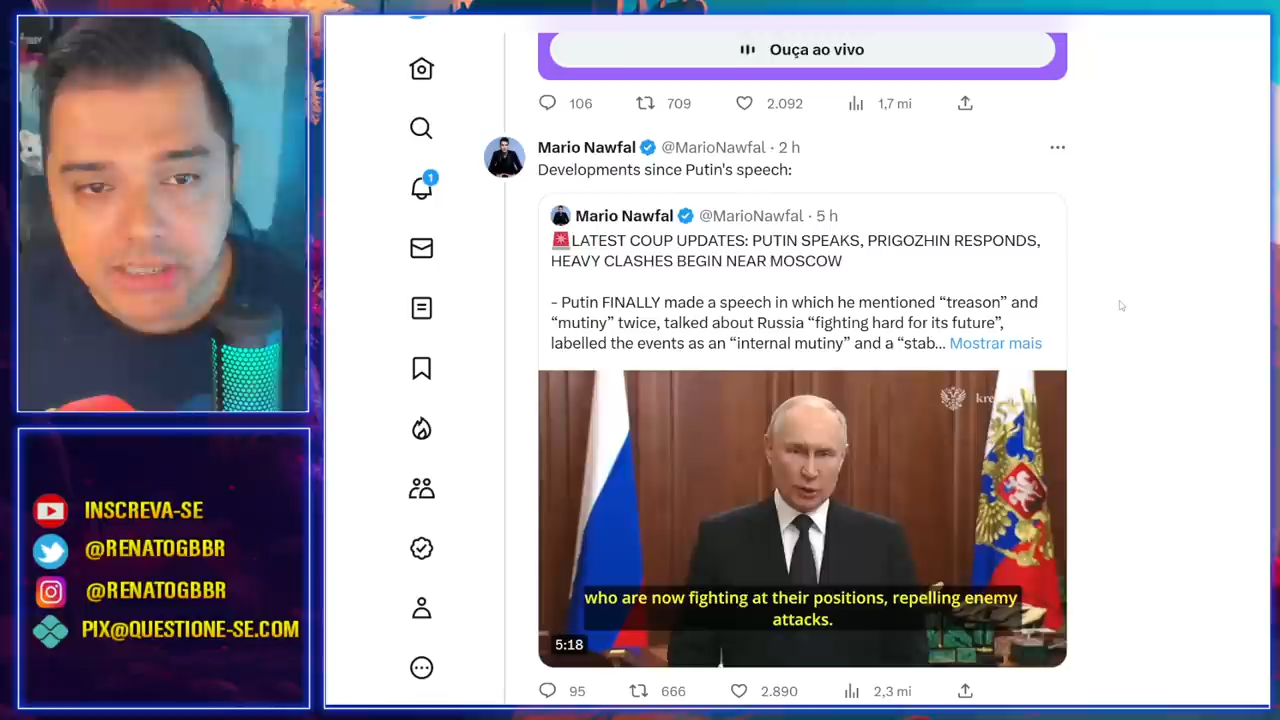 Ouça ao vivo
106 709 2.092 1,7 mi
Mario Nawfal @MarioNawfal · 2 h
Developments since Putin's speech:
Mario Nawfal @MarioNawfal · 5 h
🚨LATEST COUP UPDATES: PUTIN SPEAKS, PRIGOZHIN RESPONDS,
HEAVY CLASHES BEGIN NEAR MOSCOW
- Putin FINALLY made a speech in which he mentioned “treason” and
“mutiny” twice, talked about Russia “fighting hard for its future”,
labelled the events as an “internal mutiny” and a “stab... Mostrar mais
who are now fighting at their positions, repelling enemy
attacks.
5:18
95 666 2.890 2,3 mi
1
INSCREVA-SE
@RENATOGBBR
@RENATOGBBR
PIX@QUESTIONE-SE.COM